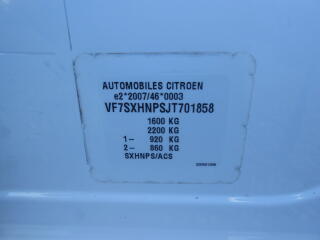 AUTOMOBILES CITROEN
e2*2007/46*0003
VF7SXHNPSJT701858
1600 KG
2200 KG
1- 920 KG
2- 860 KG
SXHNPS/ACS